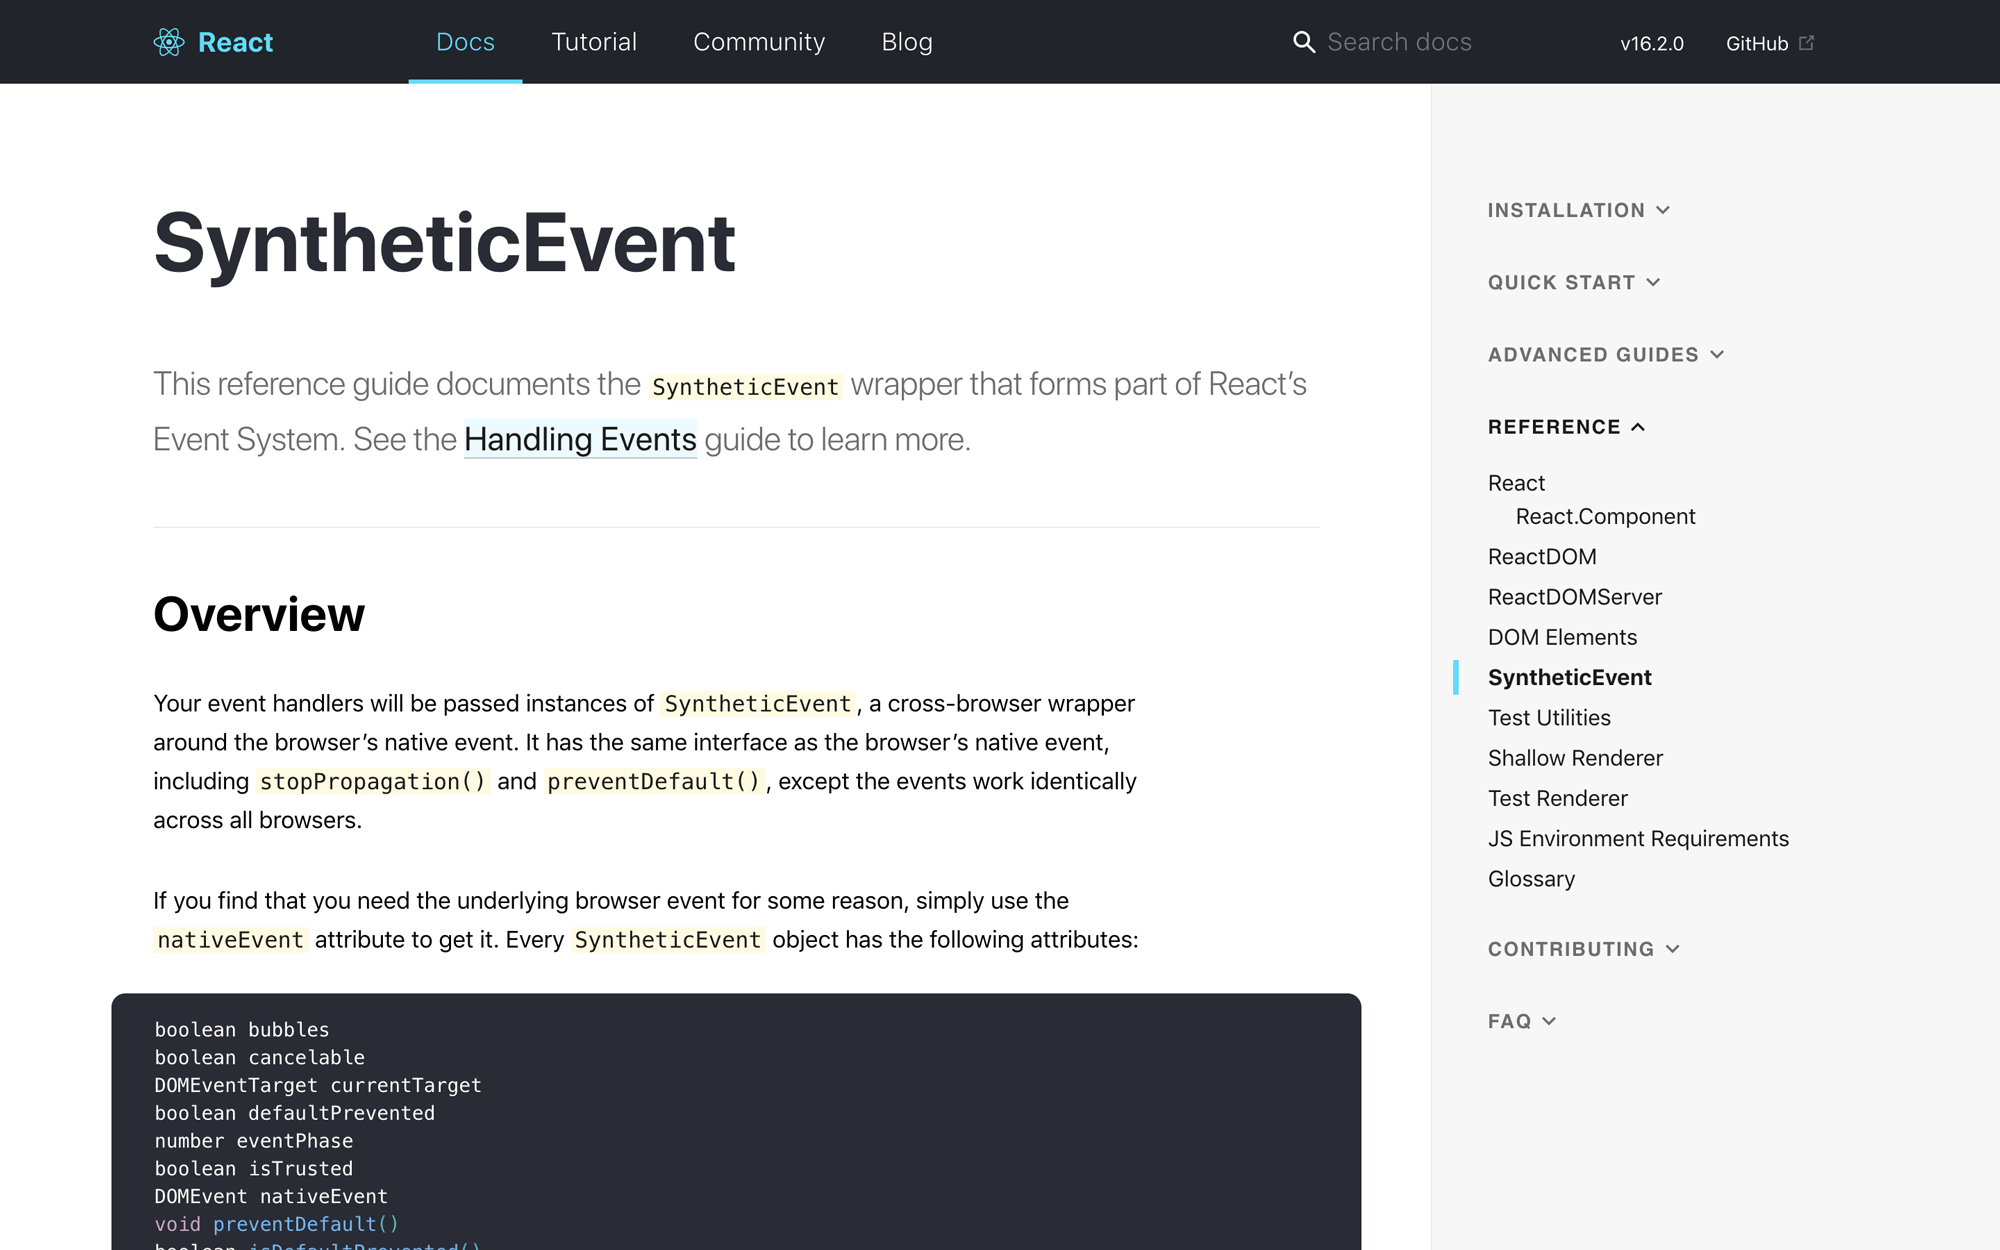 React
Docs
Tutorial
Community
Blog
Search docs
v16.2.0
GitHub
SyntheticEvent
This reference guide documents the SyntheticEvent wrapper that forms part of React’s
Event System. See the Handling Events guide to learn more.
Overview
Your event handlers will be passed instances of SyntheticEvent, a cross-browser wrapper
around the browser’s native event. It has the same interface as the browser’s native event,
including stopPropagation() and preventDefault(), except the events work identically
across all browsers.
If you find that you need the underlying browser event for some reason, simply use the
nativeEvent attribute to get it. Every SyntheticEvent object has the following attributes:
boolean bubbles
boolean cancelable
DOMEventTarget currentTarget
boolean defaultPrevented
number eventPhase
boolean isTrusted
DOMEvent nativeEvent
void preventDefault()
boolean isDefaultPrevented()
INSTALLATION
QUICK START
ADVANCED GUIDES
REFERENCE
React
React.Component
ReactDOM
ReactDOMServer
DOM Elements
SyntheticEvent
Test Utilities
Shallow Renderer
Test Renderer
JS Environment Requirements
Glossary
CONTRIBUTING
FAQ